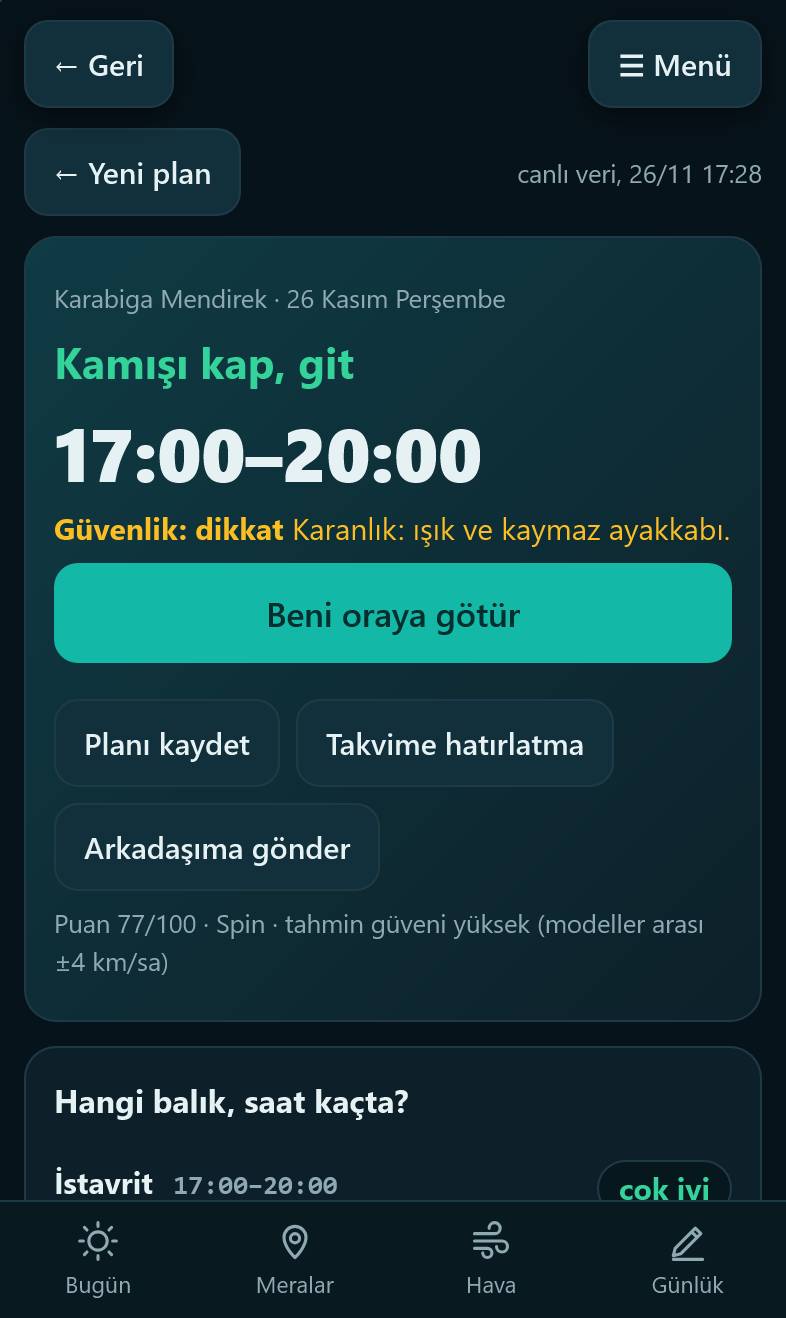 ← Geri
☰ Menü
← Yeni plan
canlı veri, 26/11 17:28
Karabiga Mendirek · 26 Kasım Perşembe
Kamışı kap, git
17:00–20:00
Güvenlik: dikkat Karanlık: ışık ve kaymaz ayakkabı.
Beni oraya götür
Planı kaydet
Takvime hatırlatma
Arkadaşıma gönder
Puan 77/100 · Spin · tahmin güveni yüksek (modeller arası
±4 km/sa)
Hangi balık, saat kaçta?
İstavrit 17:00–20:00
çok iyi
Bugün
Meralar
Hava
Günlük